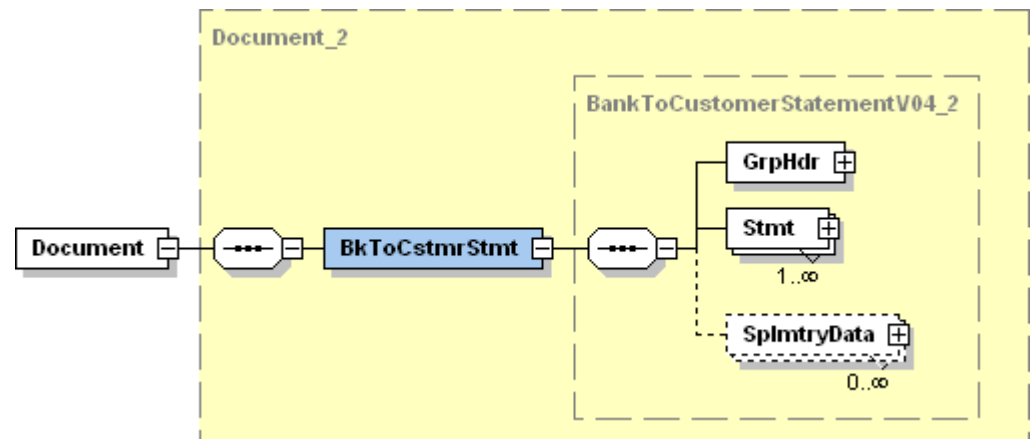 Document_2
BankToCustomerStatementV04_2
GrpHdr
Stmt
1..∞
Document
BkToCstmrStmt
SplmtryData
0..∞